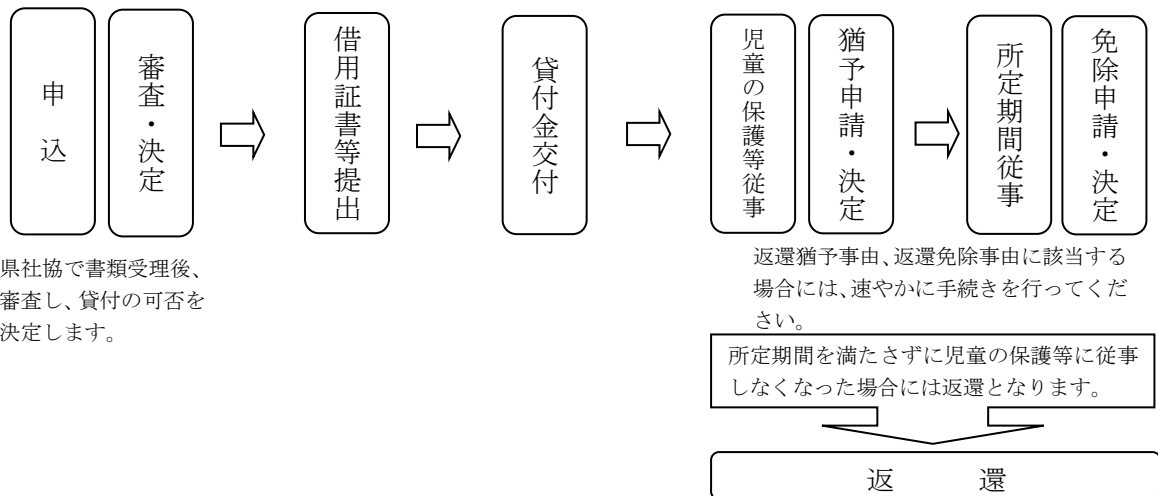 申込
審査・決定
借用証書等提出
貸付金交付
児童の保護等従事
猶予申請・決定
所定期間従事
免除申請・決定
県社協で書類受理後、
審査し、貸付の可否を
決定します。
返還猶予事由、返還免除事由に該当する
場合には、速やかに手続きを行ってくだ
さい。
所定期間を満たさずに児童の保護等に従事
しなくなった場合には返還となります。
返還